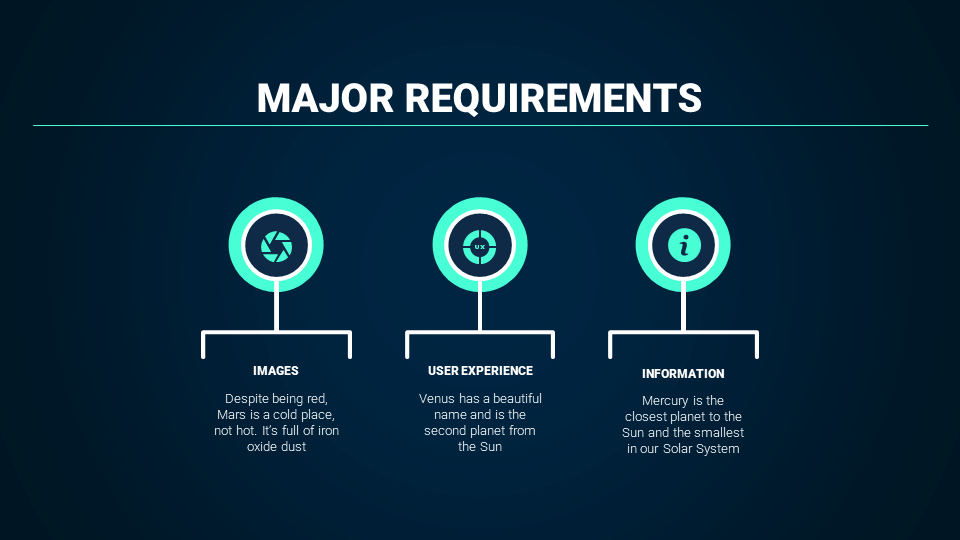 MAJOR REQUIREMENTS
UX
i
IMAGES
Despite being red,
Mars is a cold place,
not hot. It's full of iron
oxide dust
USER EXPERIENCE
Venus has a beautiful
name and is the
second planet from
the Sun
INFORMATION
Mercury is the
closest planet to the
Sun and the smallest
in our Solar System